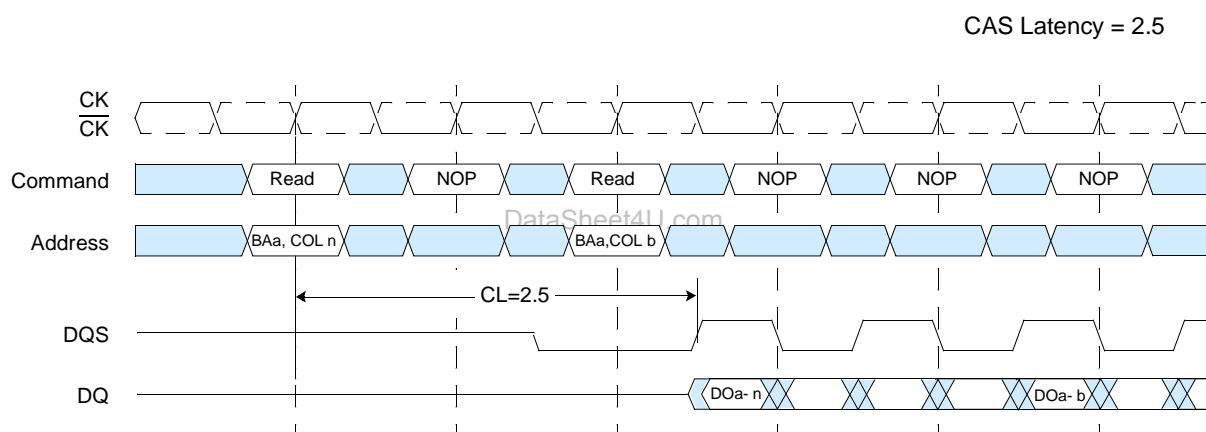 CAS Latency = 2.5
CK
CK
Command Read NOP Read NOP NOP NOP
DataSheet4U.com
Address BAa, COL n BAa,COL b
CL=2.5
DQS
DQ DOa- n DOa- b